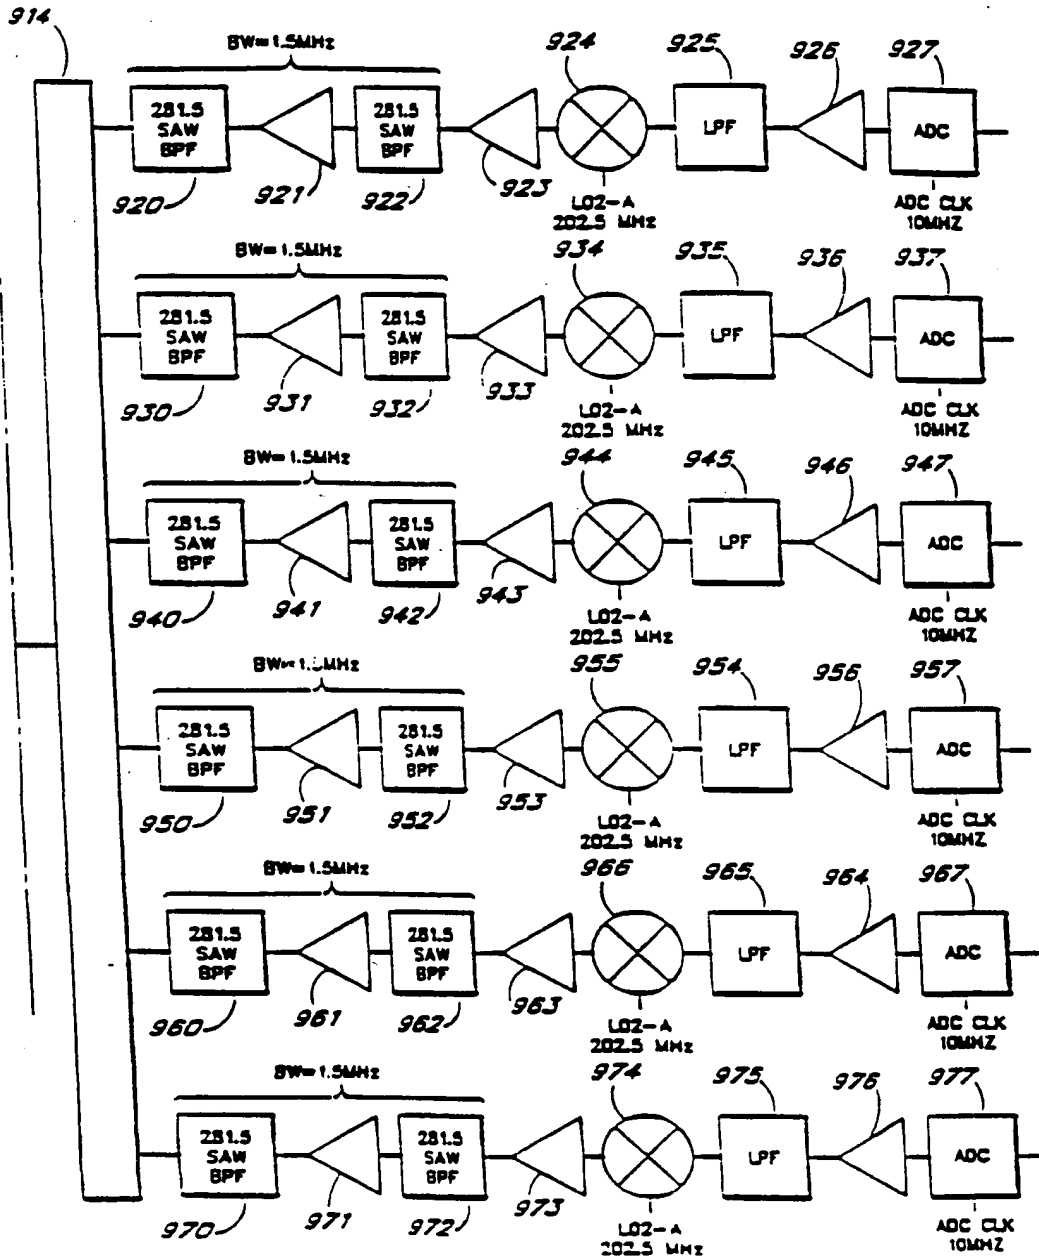 914
BW=1.5MHz
924
925
926
927
281.5
SAW
BPF
281.5
SAW
BPF
LPF
ADC
920
921
922
923
LO2-A
202.5 MHz
ADC CLK
10MHZ
BW=1.5MHz
934
935
936
937
281.5
SAW
BPF
281.5
SAW
BPF
LPF
ADC
930
931
932
933
LO2-A
202.5 MHz
ADC CLK
10MHZ
BW=1.5MHz
944
945
946
947
281.5
SAW
BPF
281.5
SAW
BPF
LPF
ADC
940
941
942
943
LO2-A
202.5 MHz
ADC CLK
10MHZ
BW=1.5MHz
955
954
956
957
281.5
SAW
BPF
281.5
SAW
BPF
LPF
ADC
950
951
952
953
LO2-A
202.5 MHz
ADC CLK
10MHZ
BW=1.5MHz
966
965
964
967
281.5
SAW
BPF
281.5
SAW
BPF
LPF
ADC
960
961
962
963
LO2-A
202.5 MHz
ADC CLK
10MHZ
BW=1.5MHz
974
975
976
977
281.5
SAW
BPF
281.5
SAW
BPF
LPF
ADC
970
971
972
973
LO2-A
202.5 MHz
ADC CLK
10MHZ